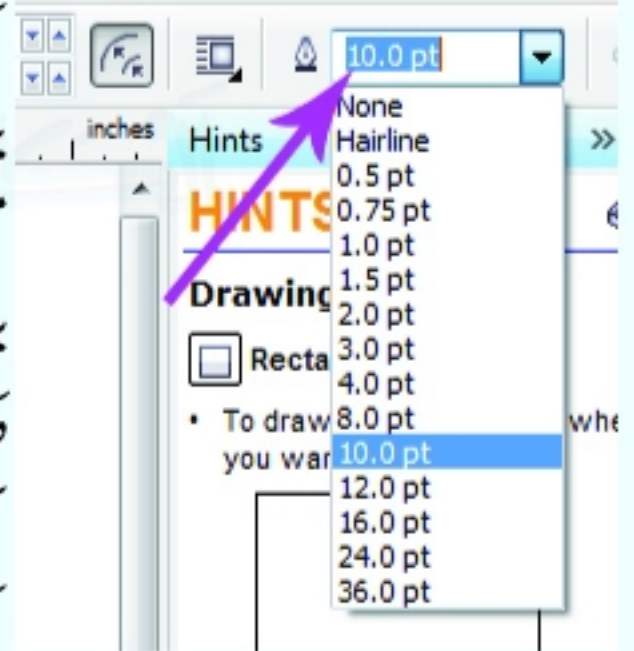 10.0 pt
inches
Hints
None
Hairline
HINTS
0.5 pt
0.75 pt
1.0 pt
1.5 pt
Drawing
2.0 pt
3.0 pt
Recta
4.0 pt
To draw
8.0 pt
whe
you wan
10.0 pt
12.0 pt
16.0 pt
24.0 pt
36.0 pt